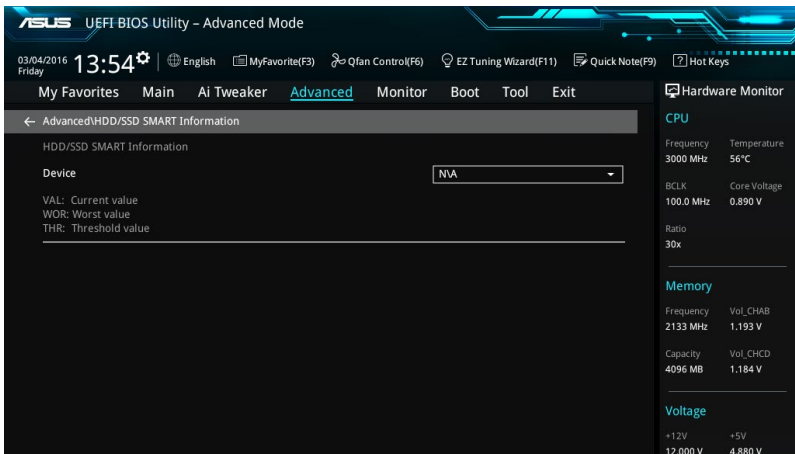 ASUS UEFI BIOS Utility – Advanced Mode
03/04/2016 Friday 13:54 English MyFavorite(F3) Qfan Control(F6) EZ Tuning Wizard(F11) Quick Note(F9) ? Hot Keys
My Favorites Main Ai Tweaker Advanced Monitor Boot Tool Exit
← Advanced\HDD/SSD SMART Information
HDD/SSD SMART Information
Device N\A
VAL: Current value
WOR: Worst value
THR: Threshold value
Hardware Monitor
CPU
Frequency Temperature
3000 MHz 56°C
BCLK Core Voltage
100.0 MHz 0.890 V
Ratio
30x
Memory
Frequency Vol_CHAB
2133 MHz 1.193 V
Capacity Vol_CHCD
4096 MB 1.184 V
Voltage
+12V +5V
12.000 V 4.880 V